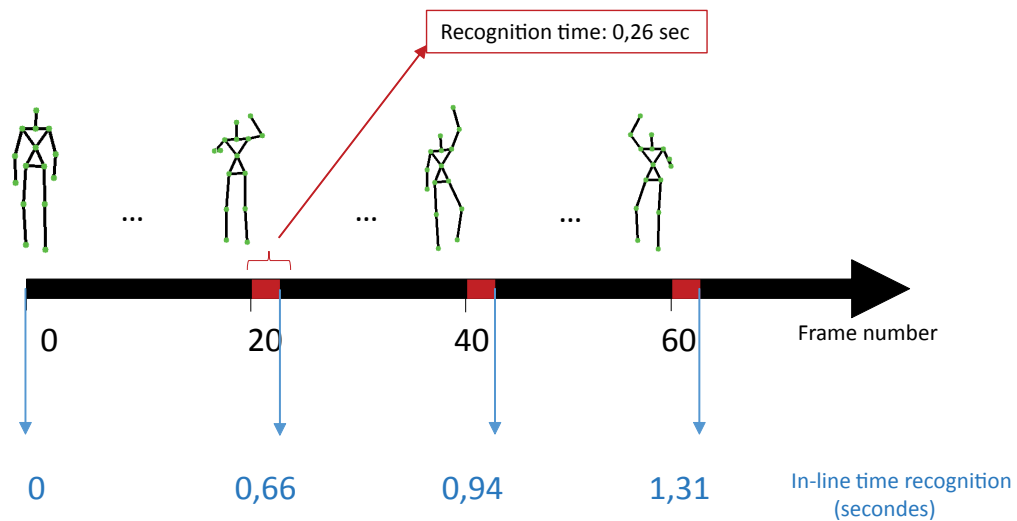 Recognition time: 0,26 sec
... ... ...
0 20 40 60 Frame number
0 0,66 0,94 1,31 In-line time recognition
(secondes)